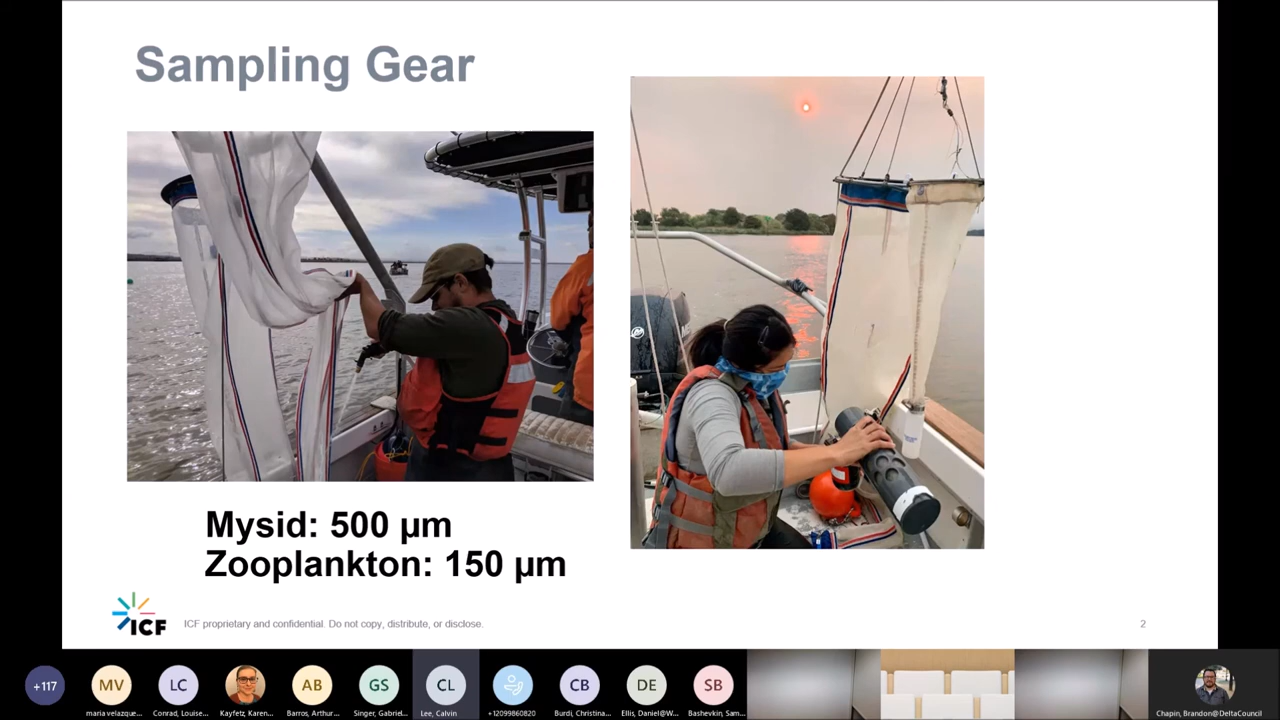 Sampling Gear
Mysid: 500 µm
Zooplankton: 150 µm
ICF
ICF proprietary and confidential. Do not copy, distribute, or disclose.
2
+117
MV
LC
AB
GS
CL
CB
DE
SB
maria velazque...
Conrad, Louise...
Kayfetz, Karen...
Barros, Arthur...
Singer, Gabriel...
Lee, Calvin
+12099860820
Burdi, Christina...
Ellis, Daniel@W...
Bashevkin, Sam...
Chapin, Brandon@DeltaCouncil